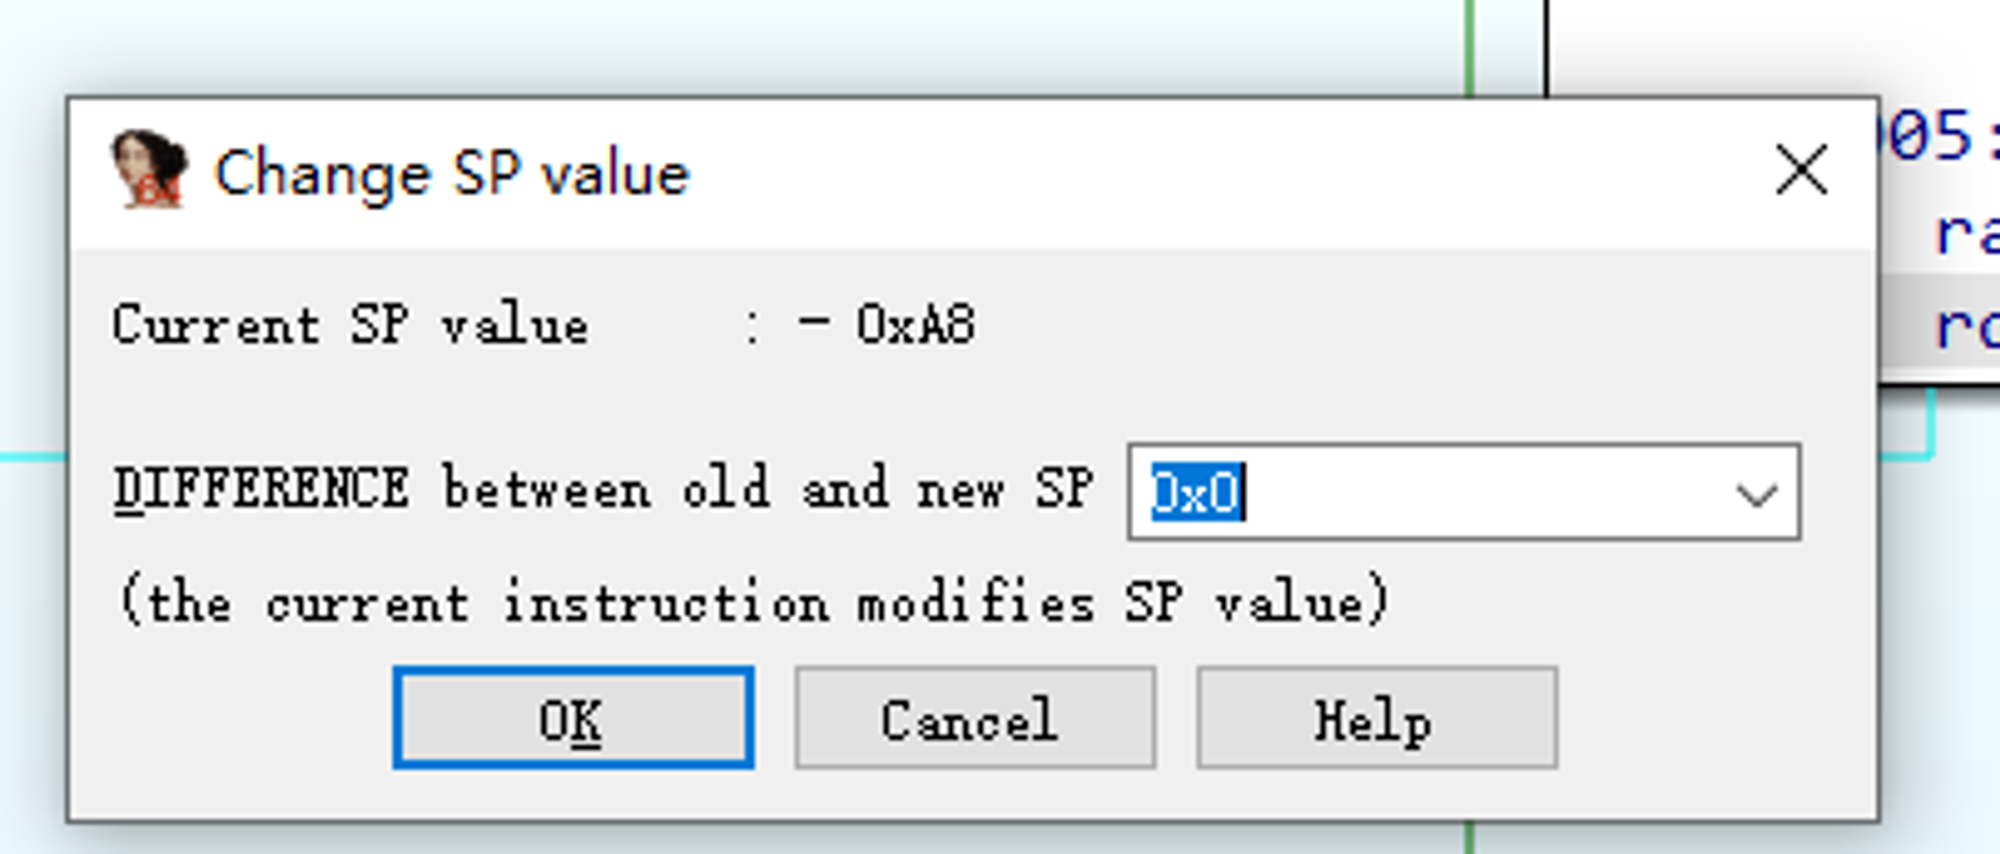 Change SP value
05:
ra
Current SP value : - 0xA8
DIFFERENCE between old and new SP 0x0
(the current instruction modifies SP value)
OK Cancel Help